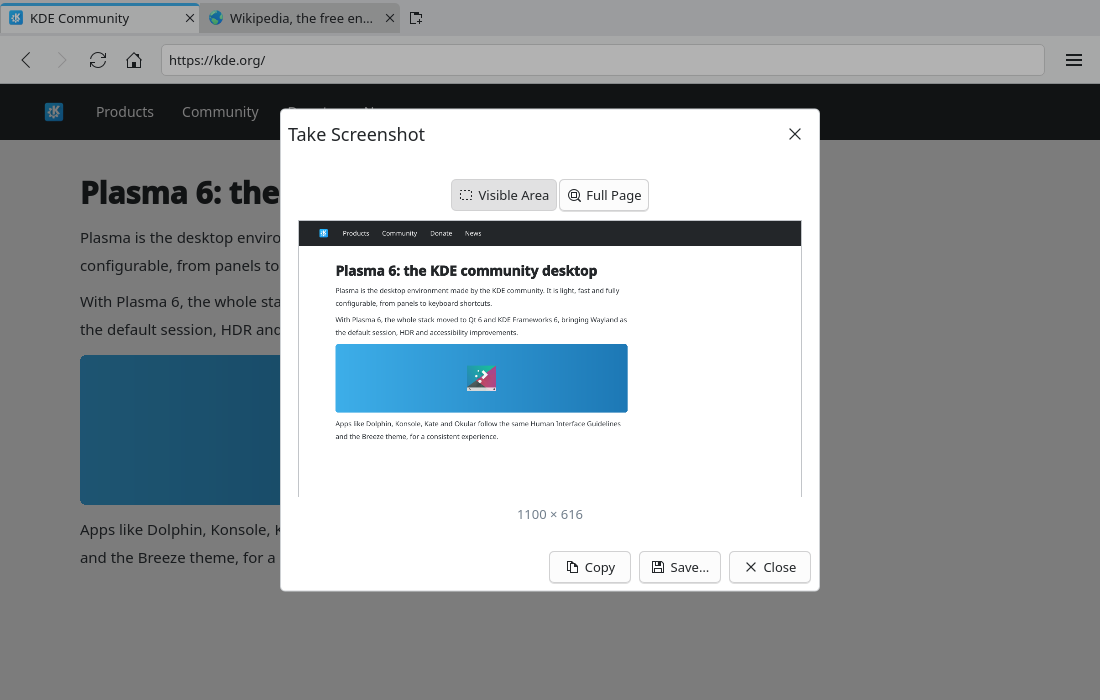 KDE Community
Wikipedia, the free en...
https://kde.org/
Products Community
Plasma 6: the
Plasma is the desktop enviro
configurable, from panels to
With Plasma 6, the whole sta
the default session, HDR and
Apps like Dolphin, Konsole, K
and the Breeze theme, for a
Take Screenshot
Visible Area Full Page
Products Community Donate News
Plasma 6: the KDE community desktop
Plasma is the desktop environment made by the KDE community. It is light, fast and fully
configurable, from panels to keyboard shortcuts.
With Plasma 6, the whole stack moved to Qt 6 and KDE Frameworks 6, bringing Wayland as
the default session, HDR and accessibility improvements.
Apps like Dolphin, Konsole, Kate and Okular follow the same Human Interface Guidelines
and the Breeze theme, for a consistent experience.
1100 × 616
Copy Save... Close